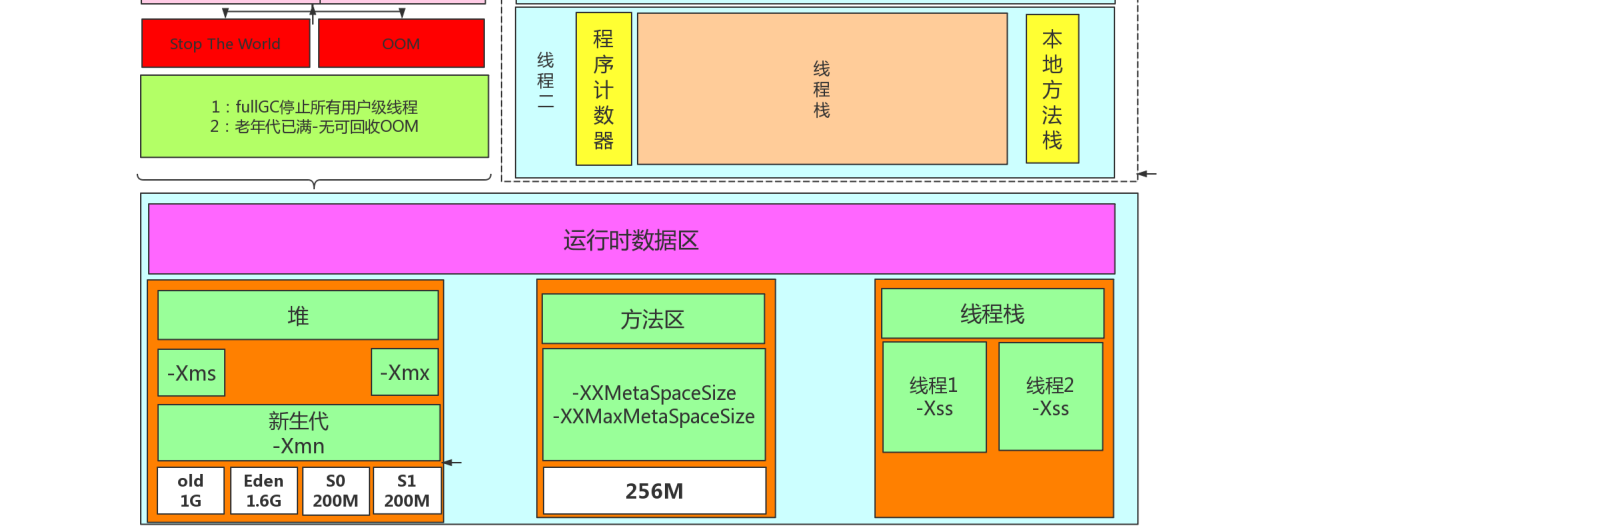 Stop The World
OOM
1：fullGC停止所有用户级线程
2：老年代已满-无可回收OOM
线程二
程序计数器
线程栈
本地方法栈
运行时数据区
堆
-Xms
-Xmx
新生代
-Xmn
old
1G
Eden
1.6G
S0
200M
S1
200M
方法区
-XXMetaSpaceSize
-XXMaxMetaSpaceSize
256M
线程栈
线程1
-Xss
线程2
-Xss